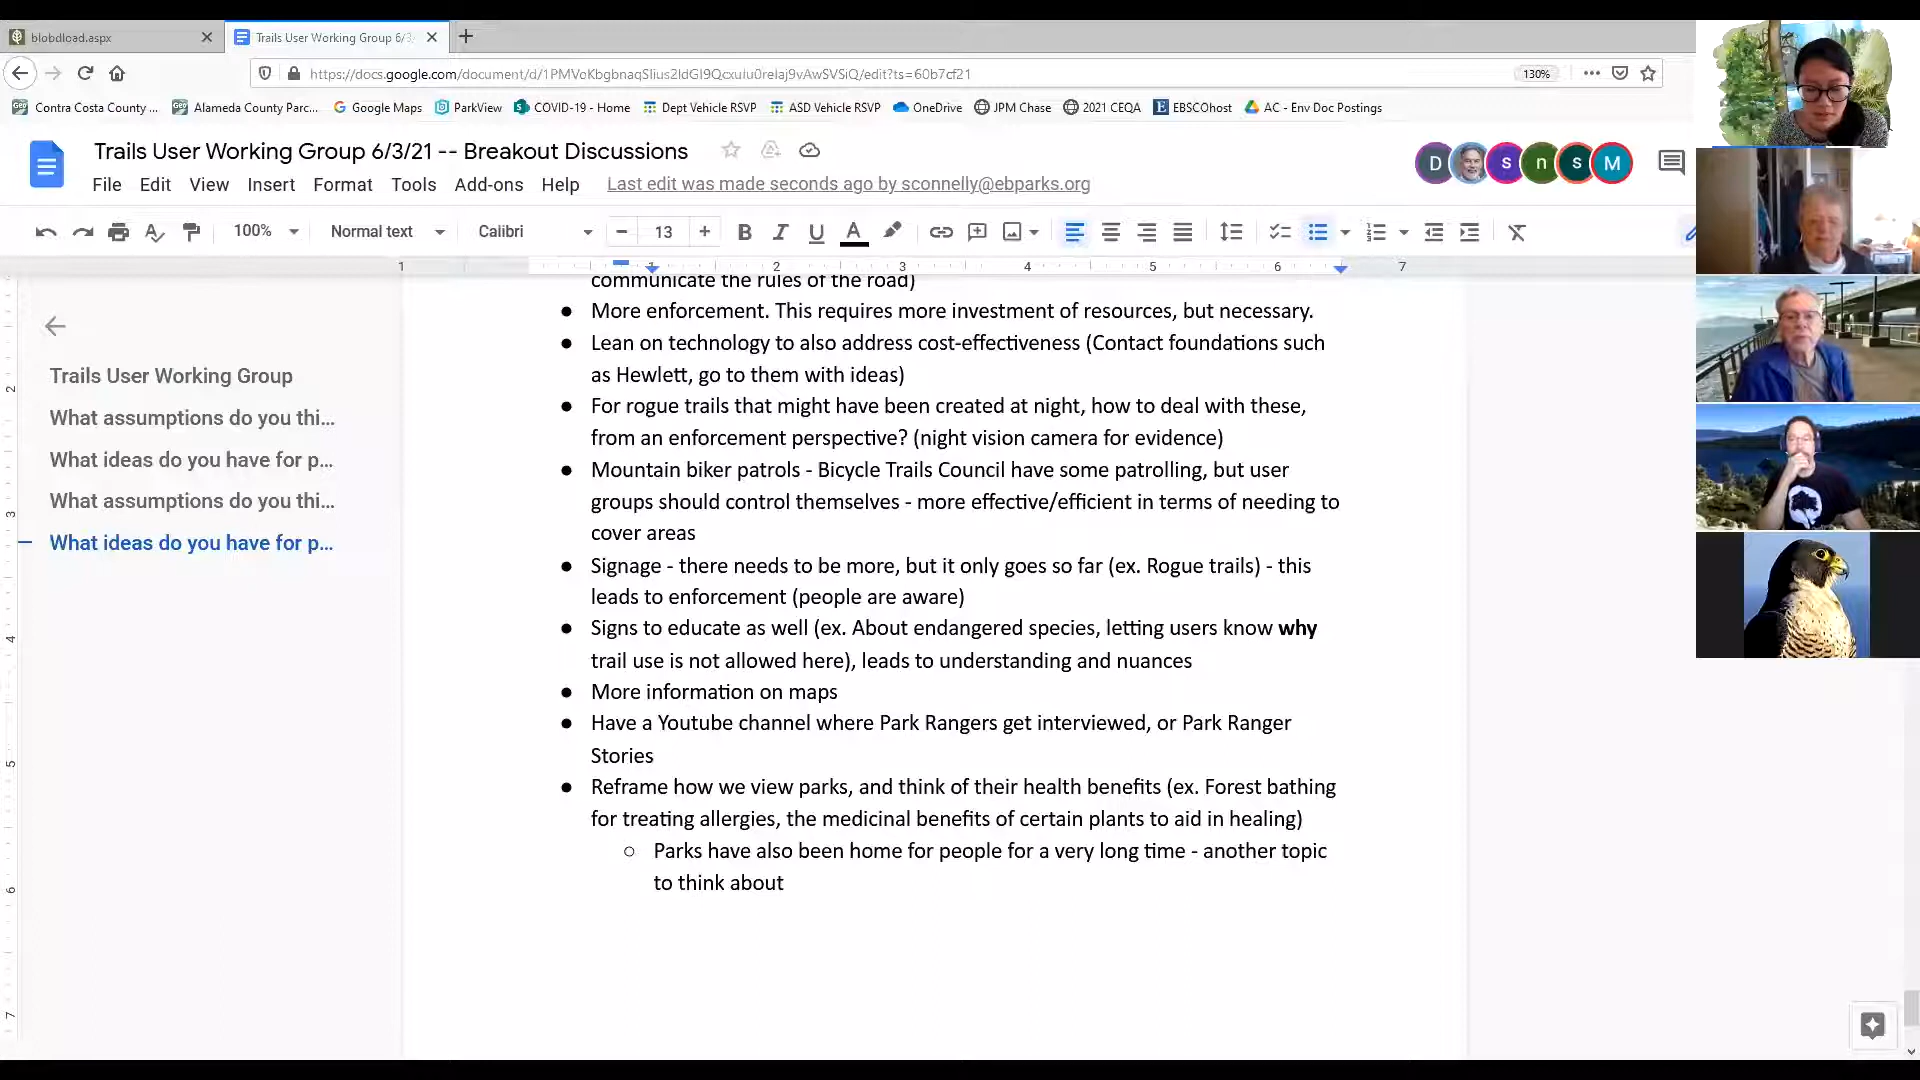 blobdload.aspx
Trails User Working Group 6/3
https://docs.google.com/document/d/
130%
Contra Costa County ...
Alameda County Parc...
Google Maps
ParkView
COVID-19 - Home
Dept Vehicle RSVP
ASD Vehicle RSVP
OneDrive
JPM Chase
2021 CEQA
EBSCOhost
AC - Env Doc Postings
Trails User Working Group 6/3/21 -- Breakout Discussions
D
s
n
s
M
File Edit View Insert Format Tools Add-ons Help
Last edit was made seconds ago by sconnelly@ebparks.org
100%
Normal text
Calibri
13
B I U A
1 1 2 3 4 5 6 7
Trails User Working Group
What assumptions do you thi...
What ideas do you have for p...
What assumptions do you thi...
What ideas do you have for p...
2
3
4
5
6
7
communicate the rules of the road)
● More enforcement. This requires more investment of resources, but necessary.
● Lean on technology to also address cost-effectiveness (Contact foundations such
as Hewlett, go to them with ideas)
● For rogue trails that might have been created at night, how to deal with these,
from an enforcement perspective? (night vision camera for evidence)
● Mountain biker patrols - Bicycle Trails Council have some patrolling, but user
groups should control themselves - more effective/efficient in terms of needing to
cover areas
● Signage - there needs to be more, but it only goes so far (ex. Rogue trails) - this
leads to enforcement (people are aware)
● Signs to educate as well (ex. About endangered species, letting users know why
trail use is not allowed here), leads to understanding and nuances
● More information on maps
● Have a Youtube channel where Park Rangers get interviewed, or Park Ranger
Stories
● Reframe how we view parks, and think of their health benefits (ex. Forest bathing
for treating allergies, the medicinal benefits of certain plants to aid in healing)
○ Parks have also been home for people for a very long time - another topic
to think about